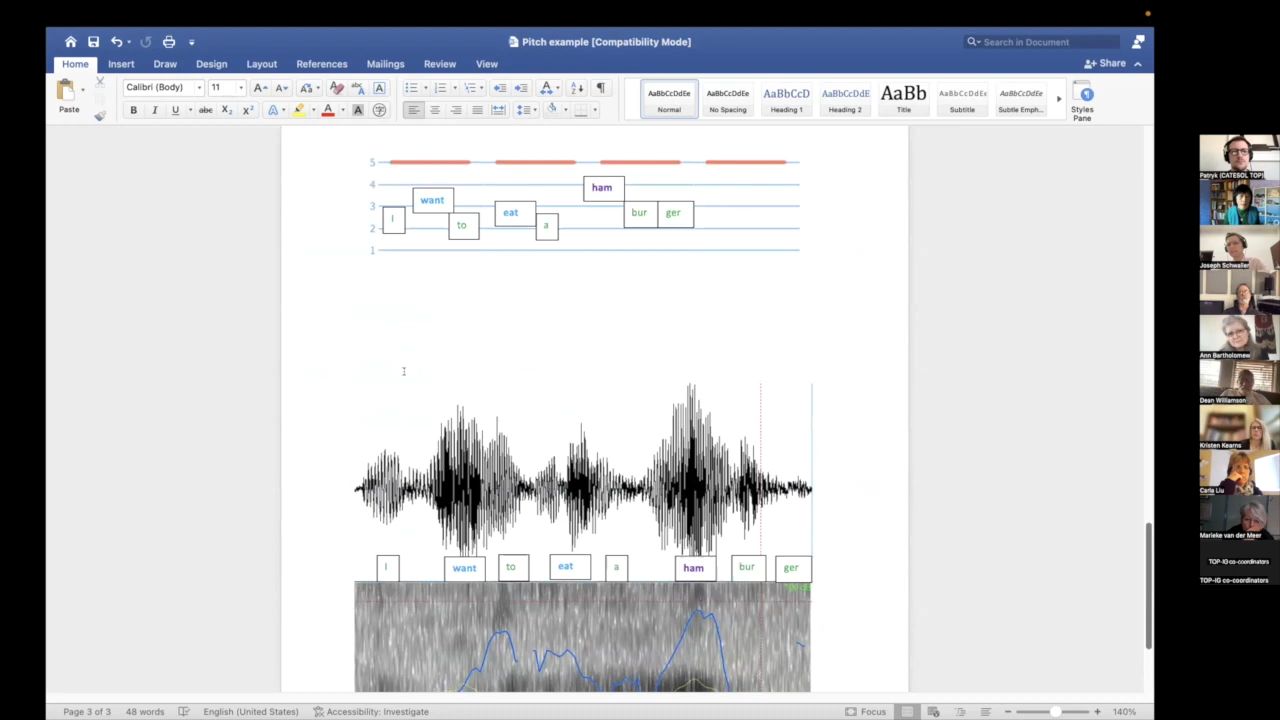 Pitch example [Compatibility Mode]
Search in Document
Home Insert Draw Design Layout References Mailings Review View
Share
Paste
Calibri (Body) 11
AaBbCcDdEe AaBbCcDdEe AaBbCcD AaBbCcDdE AaBb AaBbCcDdEe AaBbCcDdEe
Normal No Spacing Heading 1 Heading 2 Title Subtitle Subtle Emph...
Styles
Pane
5
4
3
2
1
I want to eat a ham bur ger
I want to eat a ham bur ger
Page 3 of 3 48 words English (United States) Accessibility: Investigate Focus 140%
Patryk (CATESOL TOP)
Joseph Schwaller
Ann Bartholomew
Dean Williamson
Kristen Kearns
Carla Liu
Marieke van der Meer
TOP-IG co-coordinators
TOP-IG co-coordinators